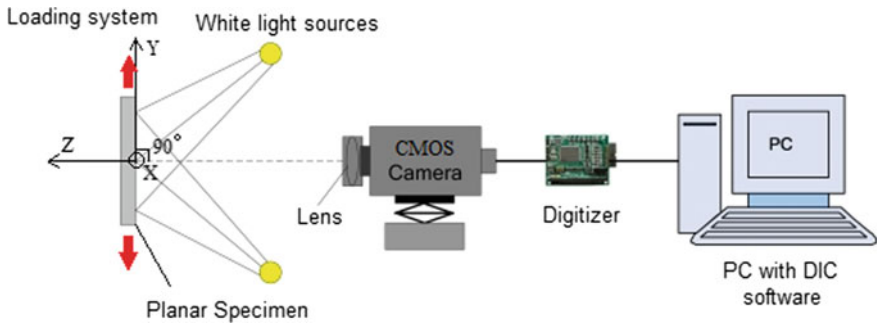 Loading system
White light sources
Y
Z
90°
X
CMOS
Camera
PC
Lens
Digitizer
Planar Specimen
PC with DIC
software